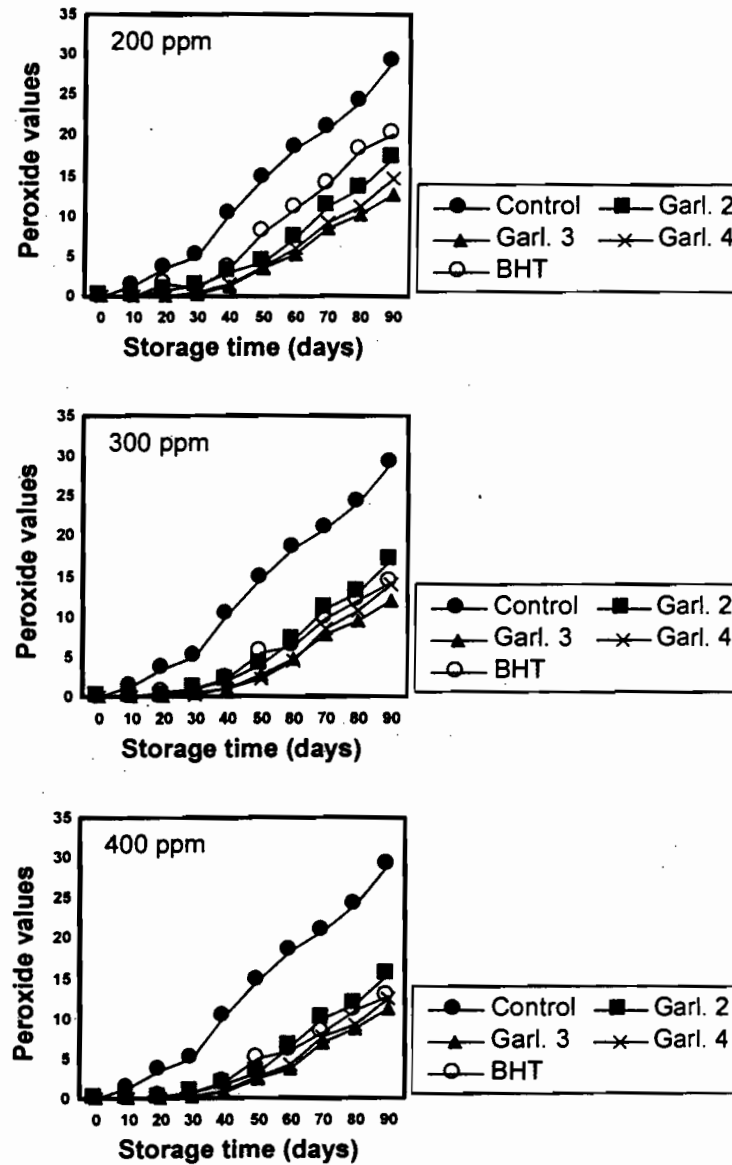 200 ppm
Peroxide values
35
30
25
20
15
10
5
0
0 10 20 30 40 50 60 70 80 90
Storage time (days)
Control Garl. 2
Garl. 3 Garl. 4
BHT
300 ppm
Peroxide values
35
30
25
20
15
10
5
0
0 10 20 30 40 50 60 70 80 90
Storage time (days)
Control Garl. 2
Garl. 3 Garl. 4
BHT
400 ppm
Peroxide values
35
30
25
20
15
10
5
0
0 10 20 30 40 50 60 70 80 90
Storage time (days)
Control Garl. 2
Garl. 3 Garl. 4
BHT